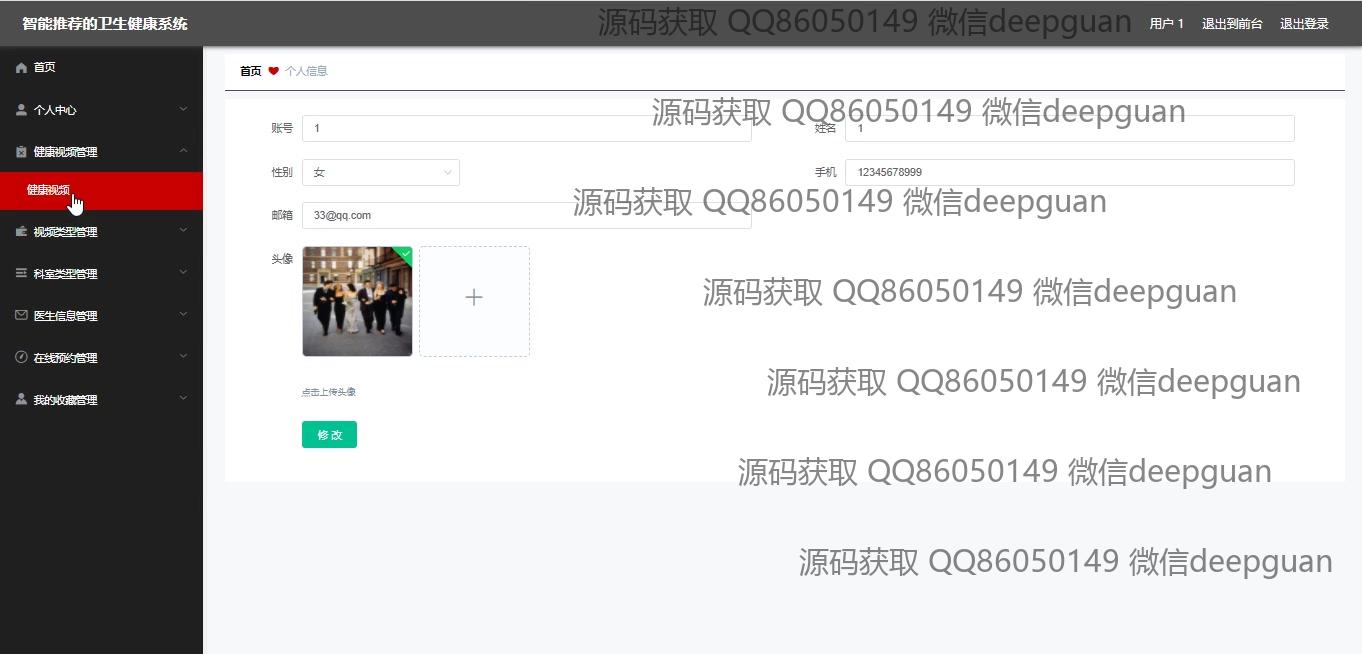 智能推荐的卫生健康系统
源码获取 QQ86050149 微信deepguan
用户 1 退出到前台 退出登录
首页
个人中心
健康视频管理
健康视频
视频类型管理
科室类型管理
医生信息管理
在线预约管理
我的收藏管理
首页 个人信息
源码获取 QQ86050149 微信deepguan
账号 1
姓名 1
性别 女
手机 12345678999
源码获取 QQ86050149 微信deepguan
邮箱 33@qq.com
头像
源码获取 QQ86050149 微信deepguan
源码获取 QQ86050149 微信deepguan
点击上传头像
修 改
源码获取 QQ86050149 微信deepguan
源码获取 QQ86050149 微信deepguan